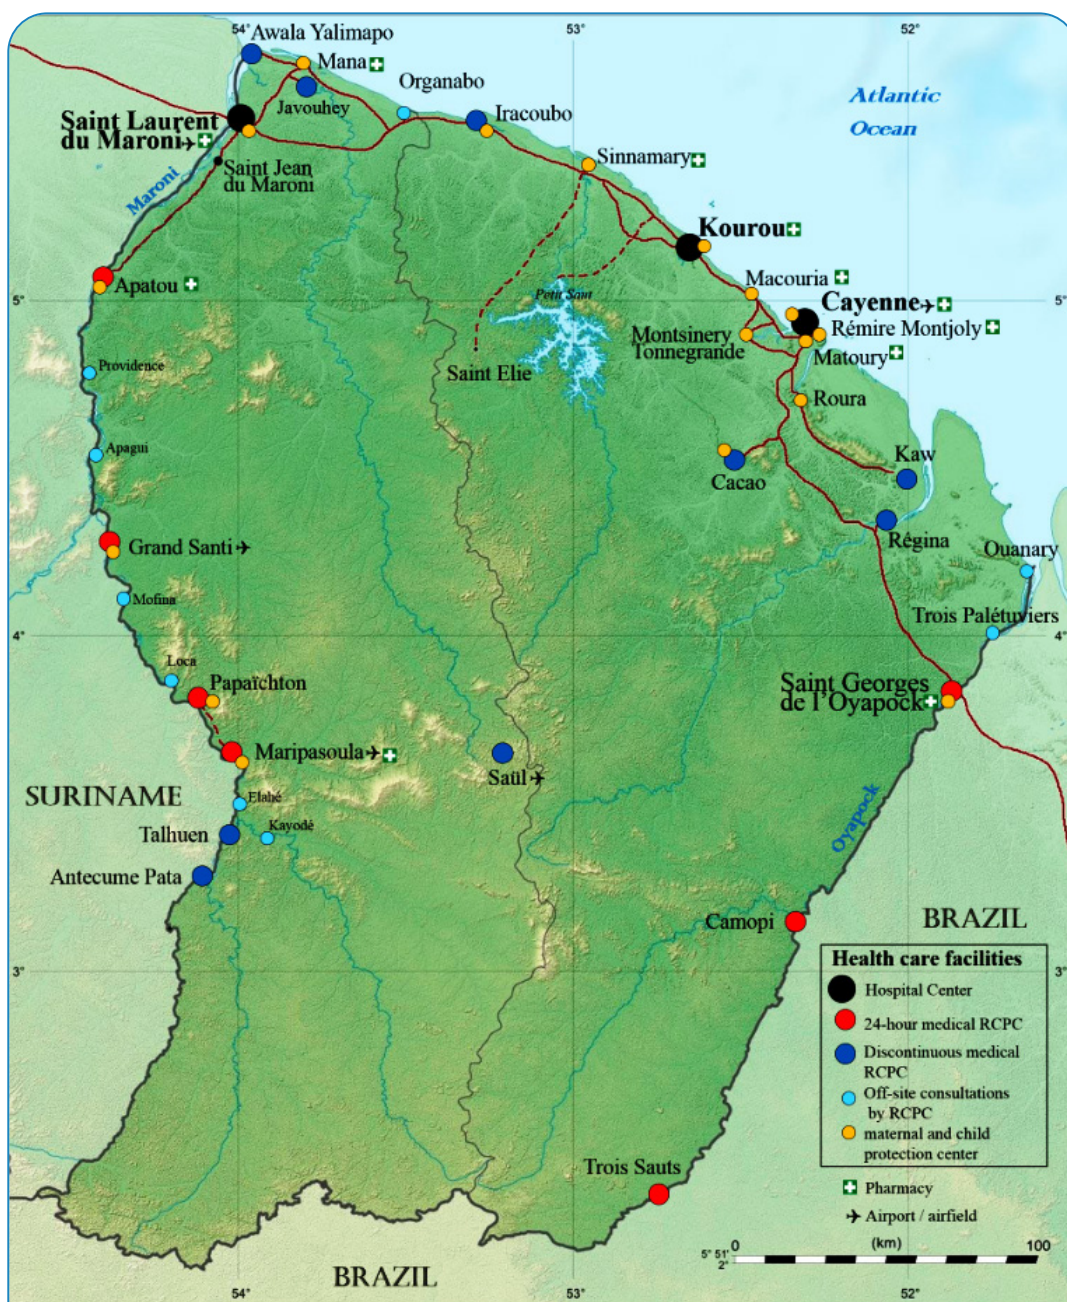 54°
53°
52°
Awala Yalimapo
Mana
Organabo
Javouhey
Iracoubo
Atlantic
Ocean
Saint Laurent
du Maroni
Sinnamary
Saint Jean
du Maroni
Maroni
Kourou
Apatou
Macouria
5°
5°
Petit Saut
Cayenne
Rémire Montjoly
Montsinery
Tonnegrande
Matoury
Providence
Saint Elie
Roura
Apagui
Cacao
Kaw
Régina
Grand Santi
Ouanary
Mofina
Trois Palétuviers
4°
4°
Loca
Papaïchton
Saint Georges
de l'Oyapock
Maripasoula
Saül
SURINAME
Elahé
Kayodé
Talhuen
Oyapock
Antecume Pata
Camopi
BRAZIL
3°
3°
Health care facilities
Hospital Center
24-hour medical RCPC
Discontinuous medical
RCPC
Off-site consultations
by RCPC
maternal and child
protection center
Trois Sauts
Pharmacy
Airport / airfield
(km)
0
100
5° 51'
2°
BRAZIL
54°
53°
52°